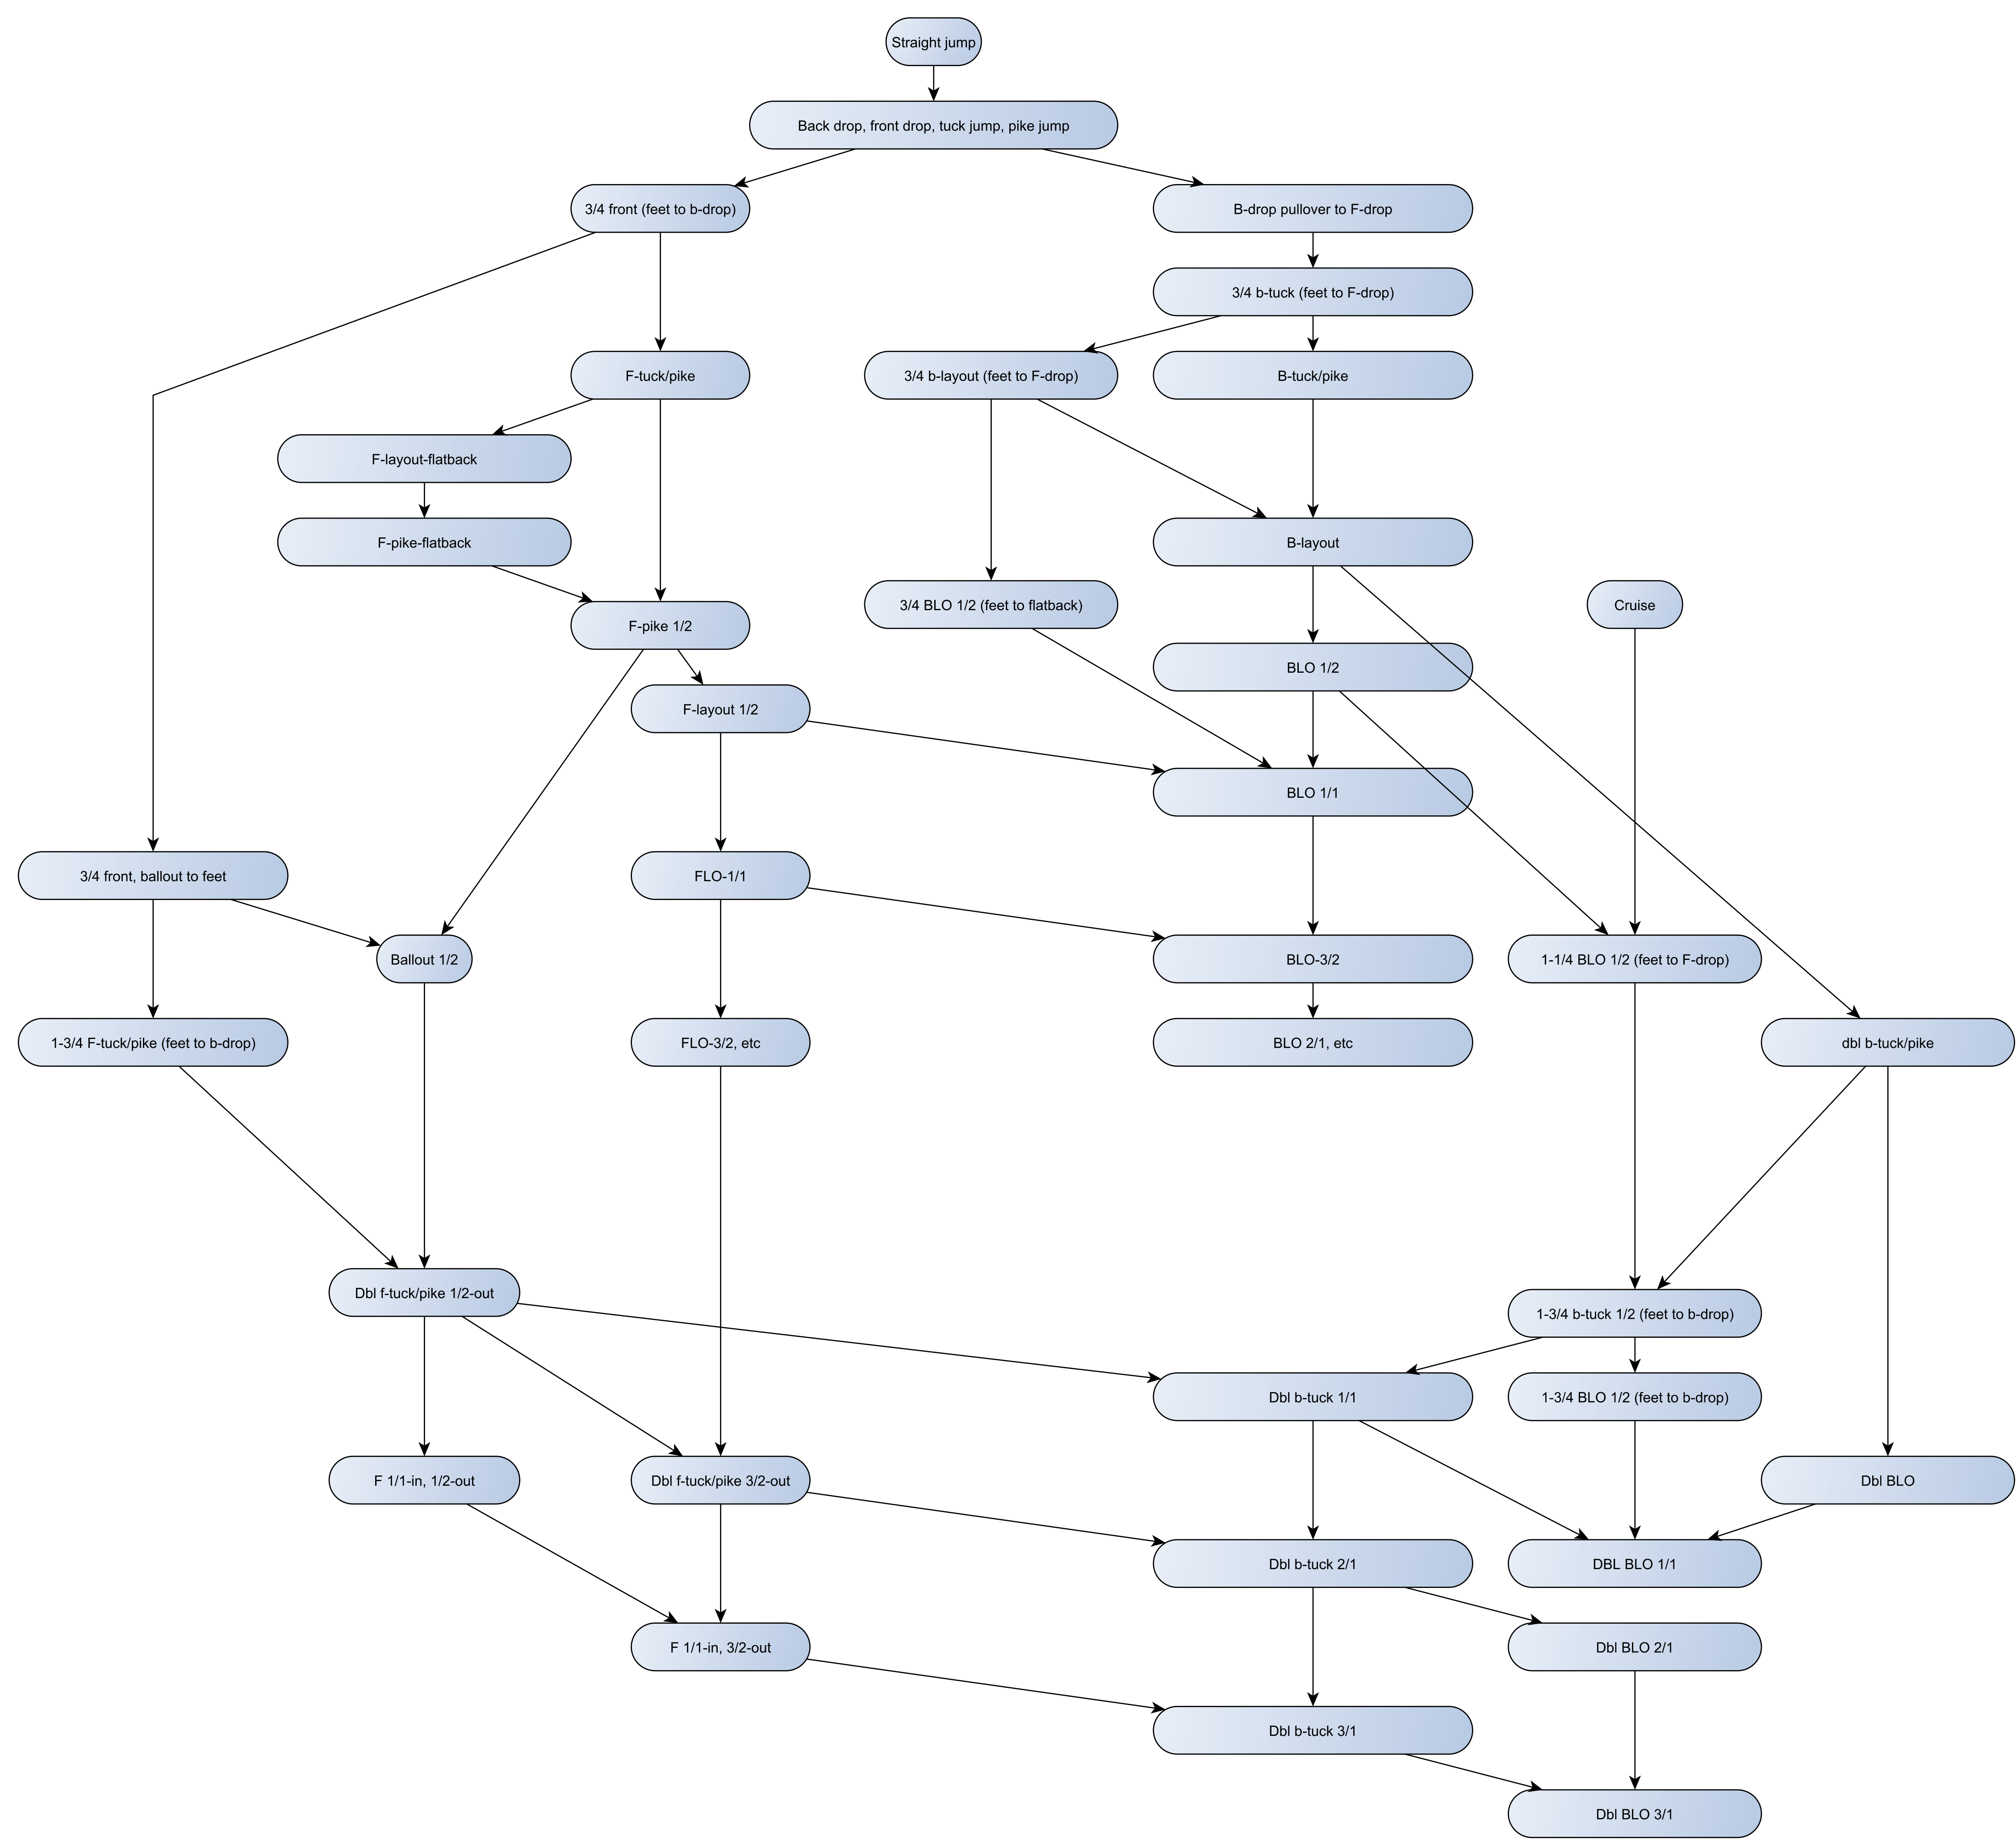 Straight jump
Back drop, front drop, tuck jump, pike jump
3/4 front (feet to b-drop)
B-drop pullover to F-drop
3/4 b-tuck (feet to F-drop)
F-tuck/pike
3/4 b-layout (feet to F-drop)
B-tuck/pike
F-layout-flatback
F-pike-flatback
B-layout
3/4 BLO 1/2 (feet to flatback)
Cruise
F-pike 1/2
BLO 1/2
F-layout 1/2
BLO 1/1
3/4 front, ballout to feet
FLO-1/1
Ballout 1/2
BLO-3/2
1-1/4 BLO 1/2 (feet to F-drop)
1-3/4 F-tuck/pike (feet to b-drop)
FLO-3/2, etc
BLO 2/1, etc
dbl b-tuck/pike
Dbl f-tuck/pike 1/2-out
1-3/4 b-tuck 1/2 (feet to b-drop)
Dbl b-tuck 1/1
1-3/4 BLO 1/2 (feet to b-drop)
F 1/1-in, 1/2-out
Dbl f-tuck/pike 3/2-out
Dbl BLO
Dbl b-tuck 2/1
DBL BLO 1/1
F 1/1-in, 3/2-out
Dbl BLO 2/1
Dbl b-tuck 3/1
Dbl BLO 3/1